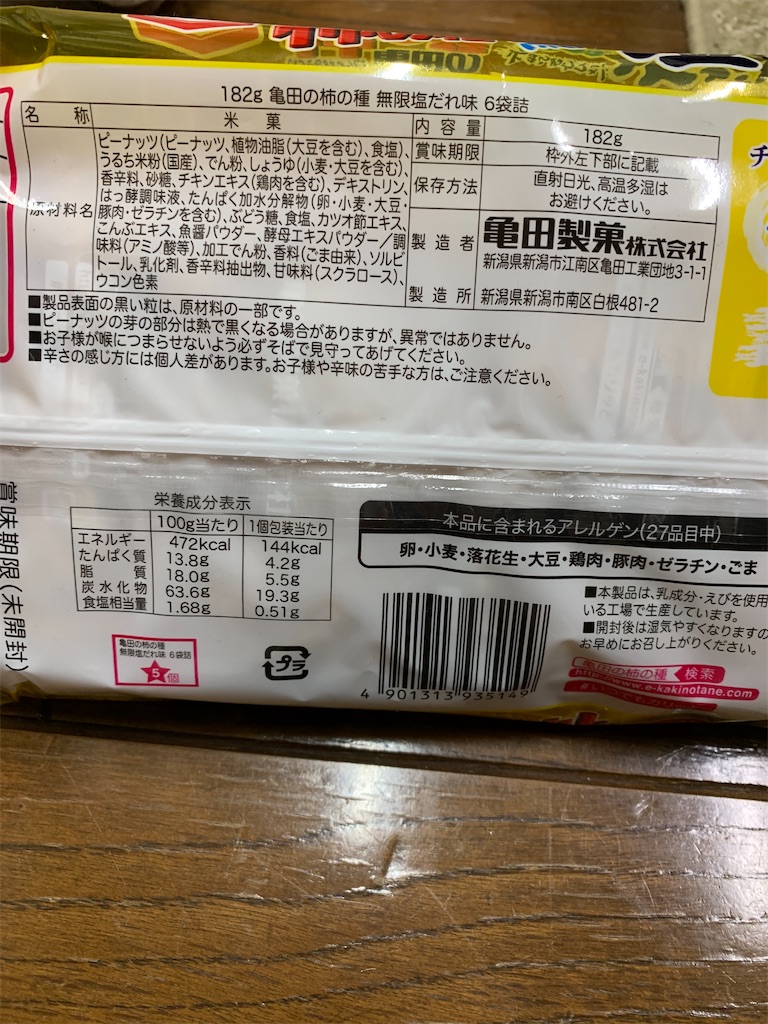 182g 亀田の柿の種 無限塩だれ味 6袋詰
名称 米菓
原材料名
ピーナッツ(ピーナッツ、植物油脂(大豆を含む)、食塩)、
うるち米粉(国産)、でん粉、しょうゆ(小麦・大豆を含む)、
香辛料、砂糖、チキンエキス(鶏肉を含む)、デキストリン、
はっ酵調味液、たんぱく加水分解物(卵・小麦・大豆・
豚肉・ゼラチンを含む)、ぶどう糖、食塩、カツオ節エキス、
こんぶエキス、魚醤パウダー、酵母エキスパウダー/調
味料(アミノ酸等)、加工でん粉、香料(ごま由来)、ソルビ
トール、乳化剤、香辛料抽出物、甘味料(スクラロース)、
ウコン色素
内容量 182g
賞味期限 枠外左下部に記載
保存方法 直射日光、高温多湿は
お避けください。
製造者 亀田製菓株式会社
新潟県新潟市江南区亀田工業団地3-1-1
製造所 新潟県新潟市南区白根481-2
■製品表面の黒い粒は、原材料の一部です。
■ピーナッツの芽の部分は熱で黒くなる場合がありますが、異常ではありません。
■お子様が喉につまらせないよう必ずそばで見守ってあげてください。
■辛さの感じ方には個人差があります。お子様や辛味の苦手な方は、ご注意ください。
賞味期限(未開封)
栄養成分表示
100g当たり 1個包装当たり
エネルギー 472kcal 144kcal
たんぱく質 13.8g 4.2g
脂質 18.0g 5.5g
炭水化物 63.6g 19.3g
食塩相当量 1.68g 0.51g
亀田の柿の種
無限塩だれ味 6袋詰
5個
プラ
本品に含まれるアレルゲン(27品目中)
卵・小麦・落花生・大豆・鶏肉・豚肉・ゼラチン・ごま
4 901313 935149
■本製品は、乳成分・えびを使用
いる工場で生産しています。
■開封後は湿気やすくなりますの
お早めにお召し上がりください。
亀田の柿の種 検索
http://www.e-kakinotane.com